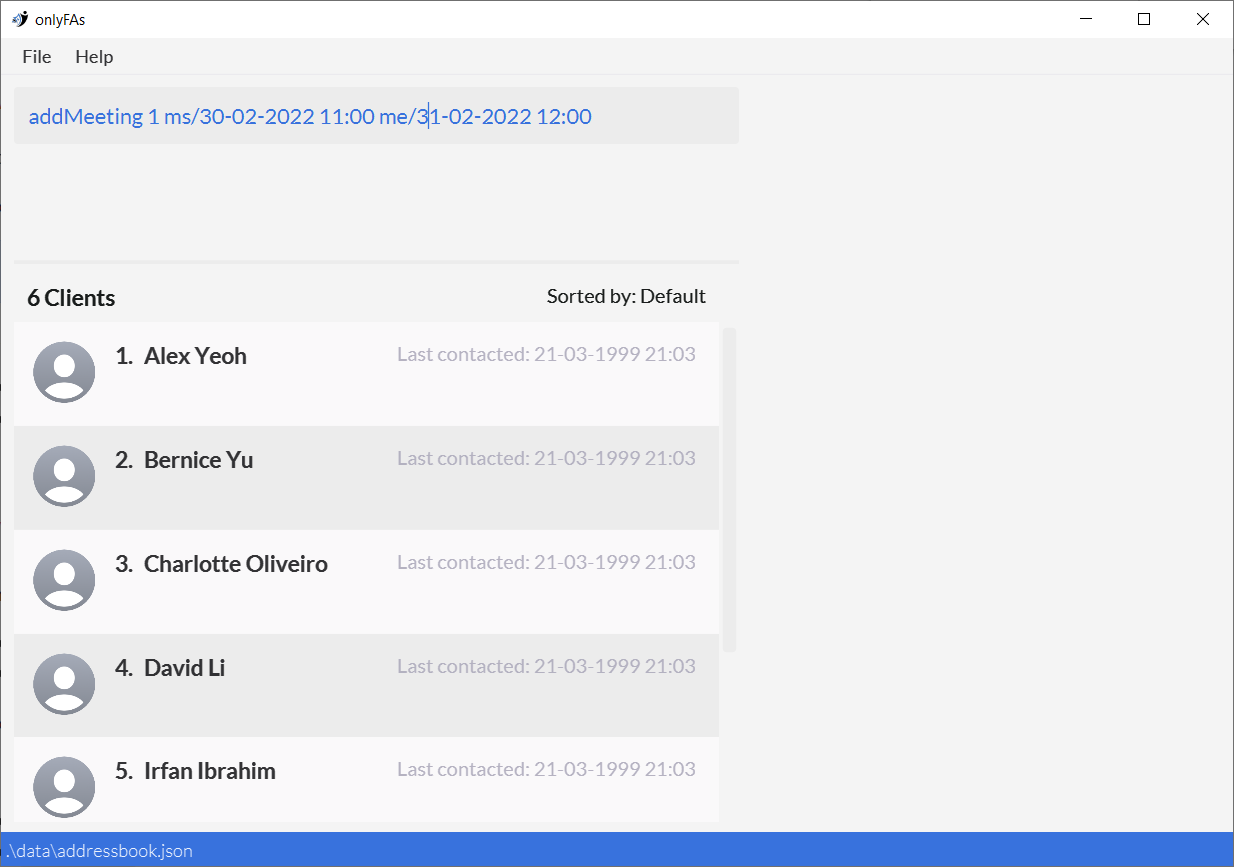 onlyFAs
File Help
addMeeting 1 ms/30-02-2022 11:00 me/31-02-2022 12:00
6 Clients Sorted by: Default
1. Alex Yeoh Last contacted: 21-03-1999 21:03
2. Bernice Yu Last contacted: 21-03-1999 21:03
3. Charlotte Oliveiro Last contacted: 21-03-1999 21:03
4. David Li Last contacted: 21-03-1999 21:03
5. Irfan Ibrahim Last contacted: 21-03-1999 21:03
.\data\addressbook.json